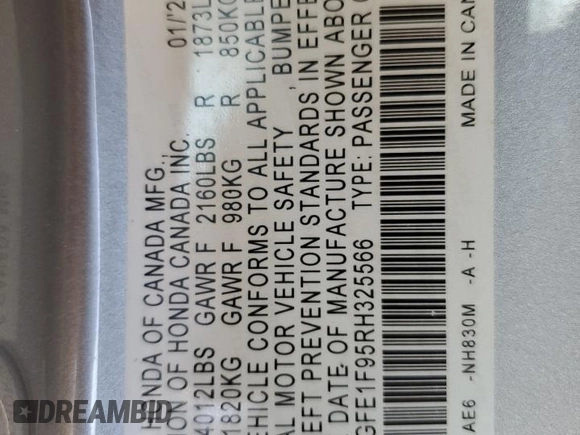 HONDA OF CANADA MFG.,
ION OF HONDA CANADA INC. 01/'2
4012LBS GAWR F 2160LBS R 1873L
1820KG GAWR F 980KG R 850KG
EHICLE CONFORMS TO ALL APPLICABLE
AL MOTOR VEHICLE SAFETY , BUMPE
EFT PREVENTION STANDARDS IN EFFE
DATE OF MANUFACTURE SHOWN ABO
GFE1F95RH325566 TYPE: PASSENGER
AE6 -NH830M -A -H MADE IN CAN
DREAMBID